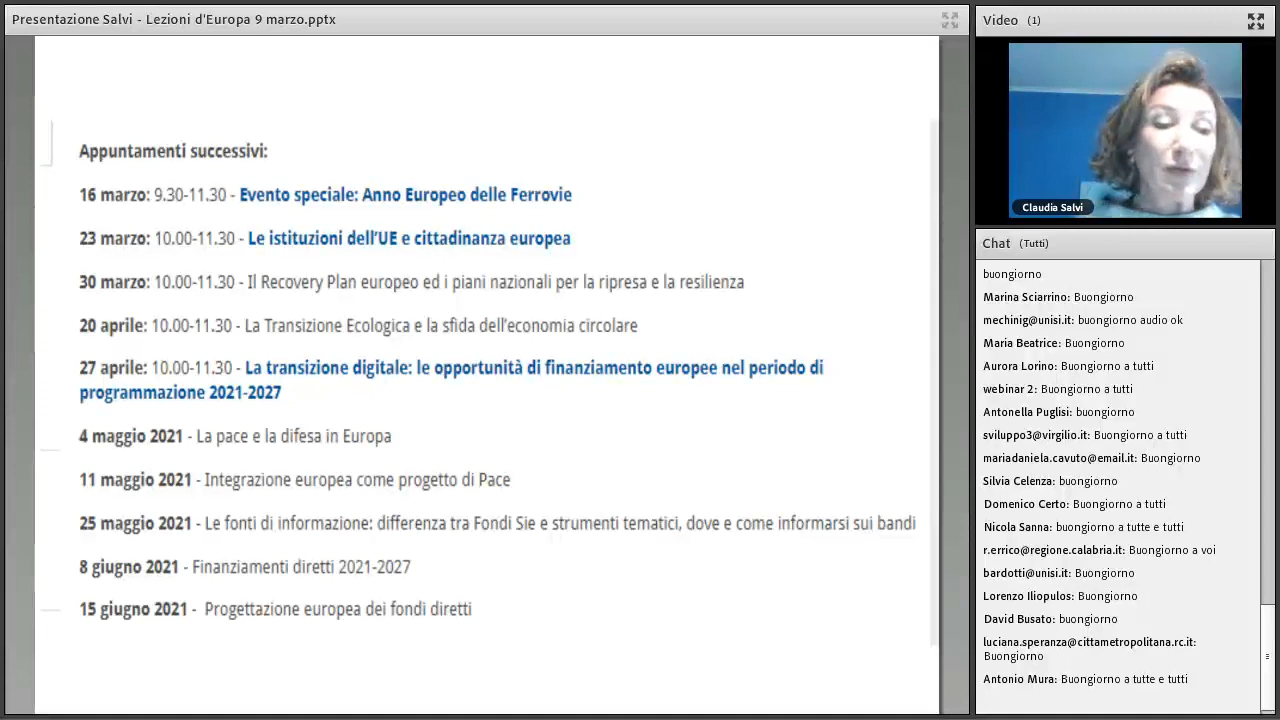 Presentazione Salvi - Lezioni d'Europa 9 marzo.pptx
Appuntamenti successivi:
16 marzo: 9.30-11.30 - Evento speciale: Anno Europeo delle Ferrovie
23 marzo: 10.00-11.30 - Le istituzioni dell'UE e cittadinanza europea
30 marzo: 10.00-11.30 - Il Recovery Plan europeo ed i piani nazionali per la ripresa e la resilienza
20 aprile: 10.00-11.30 - La Transizione Ecologica e la sfida dell'economia circolare
27 aprile: 10.00-11.30 - La transizione digitale: le opportunità di finanziamento europee nel periodo di
programmazione 2021-2027
4 maggio 2021 - La pace e la difesa in Europa
11 maggio 2021 - Integrazione europea come progetto di Pace
25 maggio 2021 - Le fonti di informazione: differenza tra Fondi Sie e strumenti tematici, dove e come informarsi sui bandi
8 giugno 2021 - Finanziamenti diretti 2021-2027
15 giugno 2021 - Progettazione europea dei fondi diretti
Video (1)
Claudia Salvi
Chat (Tutti)
buongiorno
Marina Sciarrino: Buongiorno
mechinig@unisi.it: buongiorno audio ok
Maria Beatrice: Buongiorno
Aurora Lorino: Buongiorno a tutti
webinar 2: Buongiorno a tutti
Antonella Puglisi: buongiorno
sviluppo3@virgilio.it: Buongiorno a tutti
mariadaniela.cavuto@email.it: Buongiorno
Silvia Celenza: buongiorno
Domenico Certo: Buongiorno a tutti
Nicola Sanna: buongiorno a tutte e tutti
r.errico@regione.calabria.it: Buongiorno a voi
bardotti@unisi.it: Buongiorno
Lorenzo Iliopulos: Buongiorno
David Busato: buongiorno
luciana.speranza@cittametropolitana.rc.it:
Buongiorno
Antonio Mura: Buongiorno a tutte e tutti